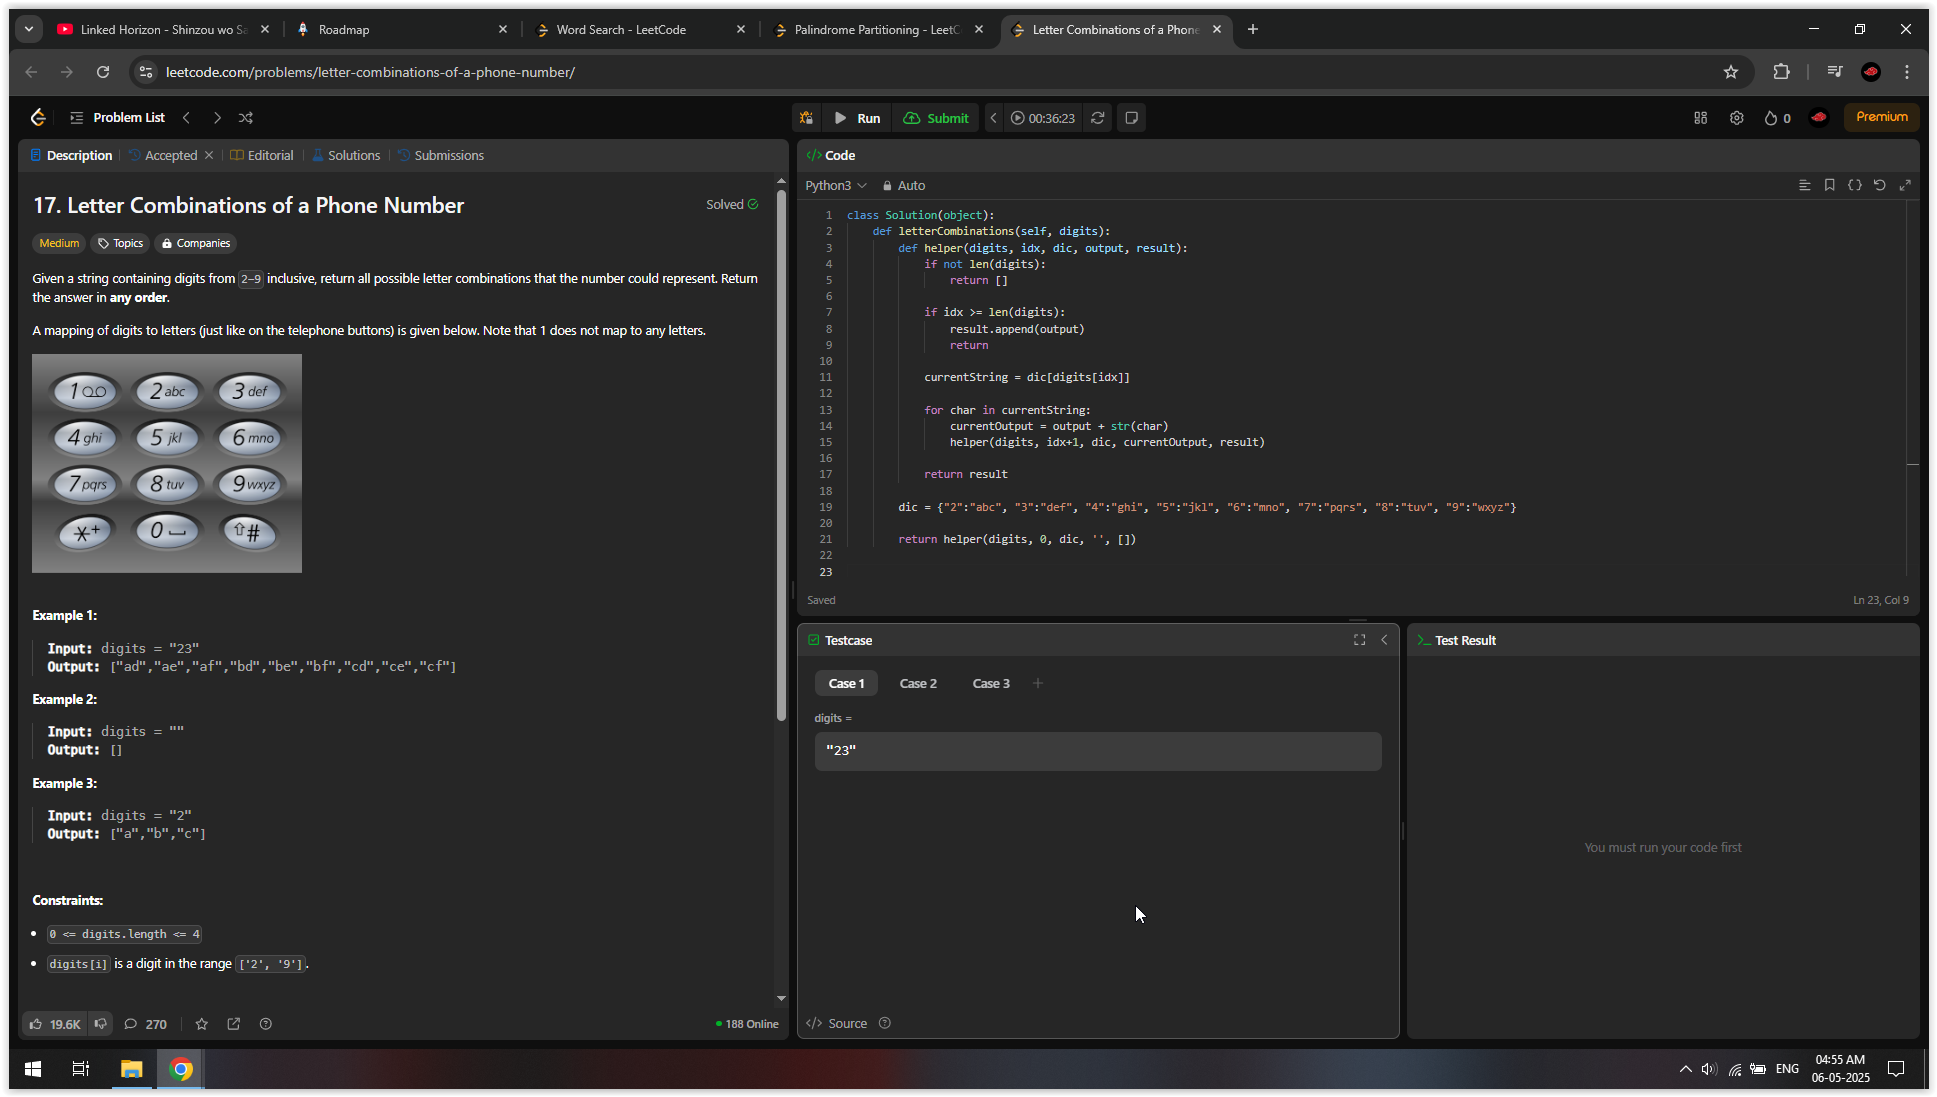 Linked Horizon - Shinzou wo Sa
Roadmap
Word Search - LeetCode
Palindrome Partitioning - LeetC
Letter Combinations of a Phone
leetcode.com/problems/letter-combinations-of-a-phone-number/
Problem List
Run
Submit
00:36:23
0
Premium
Description
Accepted
Editorial
Solutions
Submissions
17. Letter Combinations of a Phone Number
Solved
Medium
Topics
Companies
Given a string containing digits from 2-9 inclusive, return all possible letter combinations that the number could represent. Return
the answer in any order.
A mapping of digits to letters (just like on the telephone buttons) is given below. Note that 1 does not map to any letters.
1
2 abc
3 def
4 ghi
5 jkl
6 mno
7 pqrs
8 tuv
9 wxyz
*+
0
#
Example 1:
Input: digits = "23"
Output: ["ad","ae","af","bd","be","bf","cd","ce","cf"]
Example 2:
Input: digits = ""
Output: []
Example 3:
Input: digits = "2"
Output: ["a","b","c"]
Constraints:
0 <= digits.length <= 4
digits[i] is a digit in the range ['2', '9'].
19.6K
270
188 Online
</> Code
Python3
Auto
1 class Solution(object):
2 def letterCombinations(self, digits):
3 def helper(digits, idx, dic, output, result):
4 if not len(digits):
5 return []
6
7 if idx >= len(digits):
8 result.append(output)
9 return
10
11 currentString = dic[digits[idx]]
12
13 for char in currentString:
14 currentOutput = output + str(char)
15 helper(digits, idx+1, dic, currentOutput, result)
16
17 return result
18
19 dic = {"2":"abc", "3":"def", "4":"ghi", "5":"jkl", "6":"mno", "7":"pqrs", "8":"tuv", "9":"wxyz"}
20
21 return helper(digits, 0, dic, '', [])
22
23
Saved
Ln 23, Col 9
Testcase
Case 1
Case 2
Case 3
+
digits =
"23"
</> Source
Test Result
You must run your code first
ENG
04:55 AM
06-05-2025